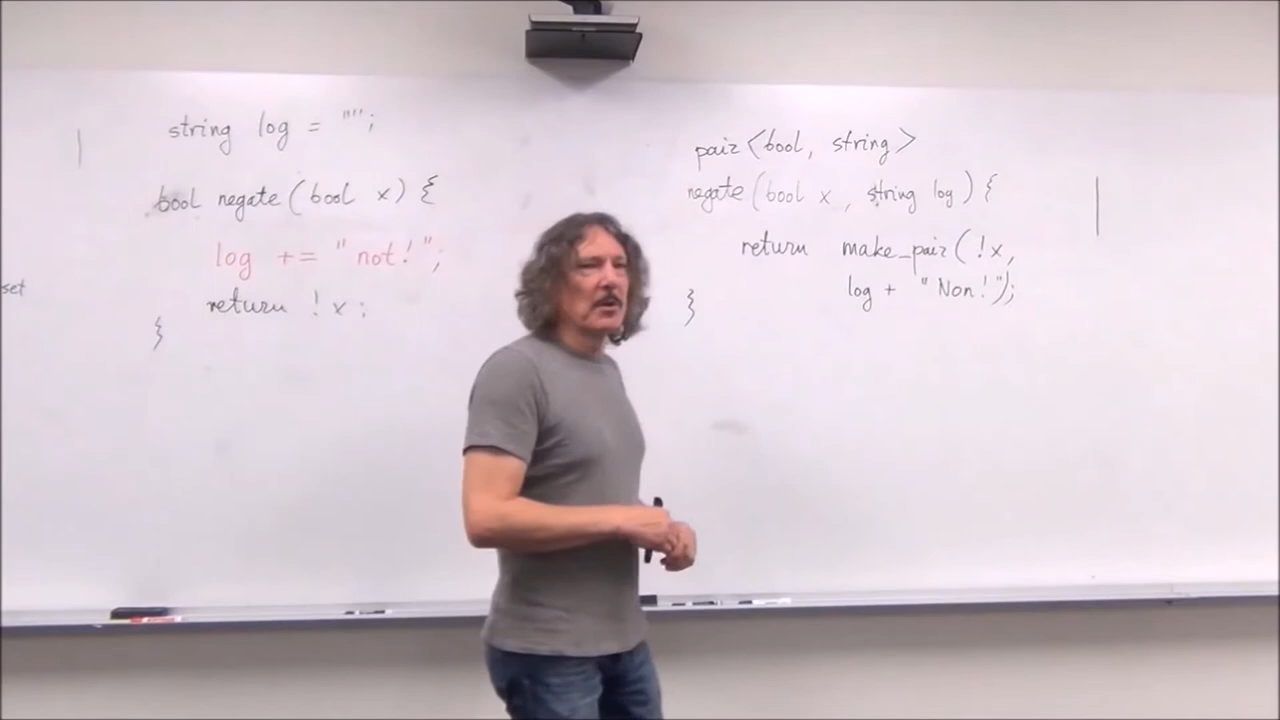 string log = "";
bool negate (bool x) {
log += "not!";
return !x;
}
set
pair <bool, string>
negate (bool x, string log) {
return make_pair (!x,
log + "Non!");
}